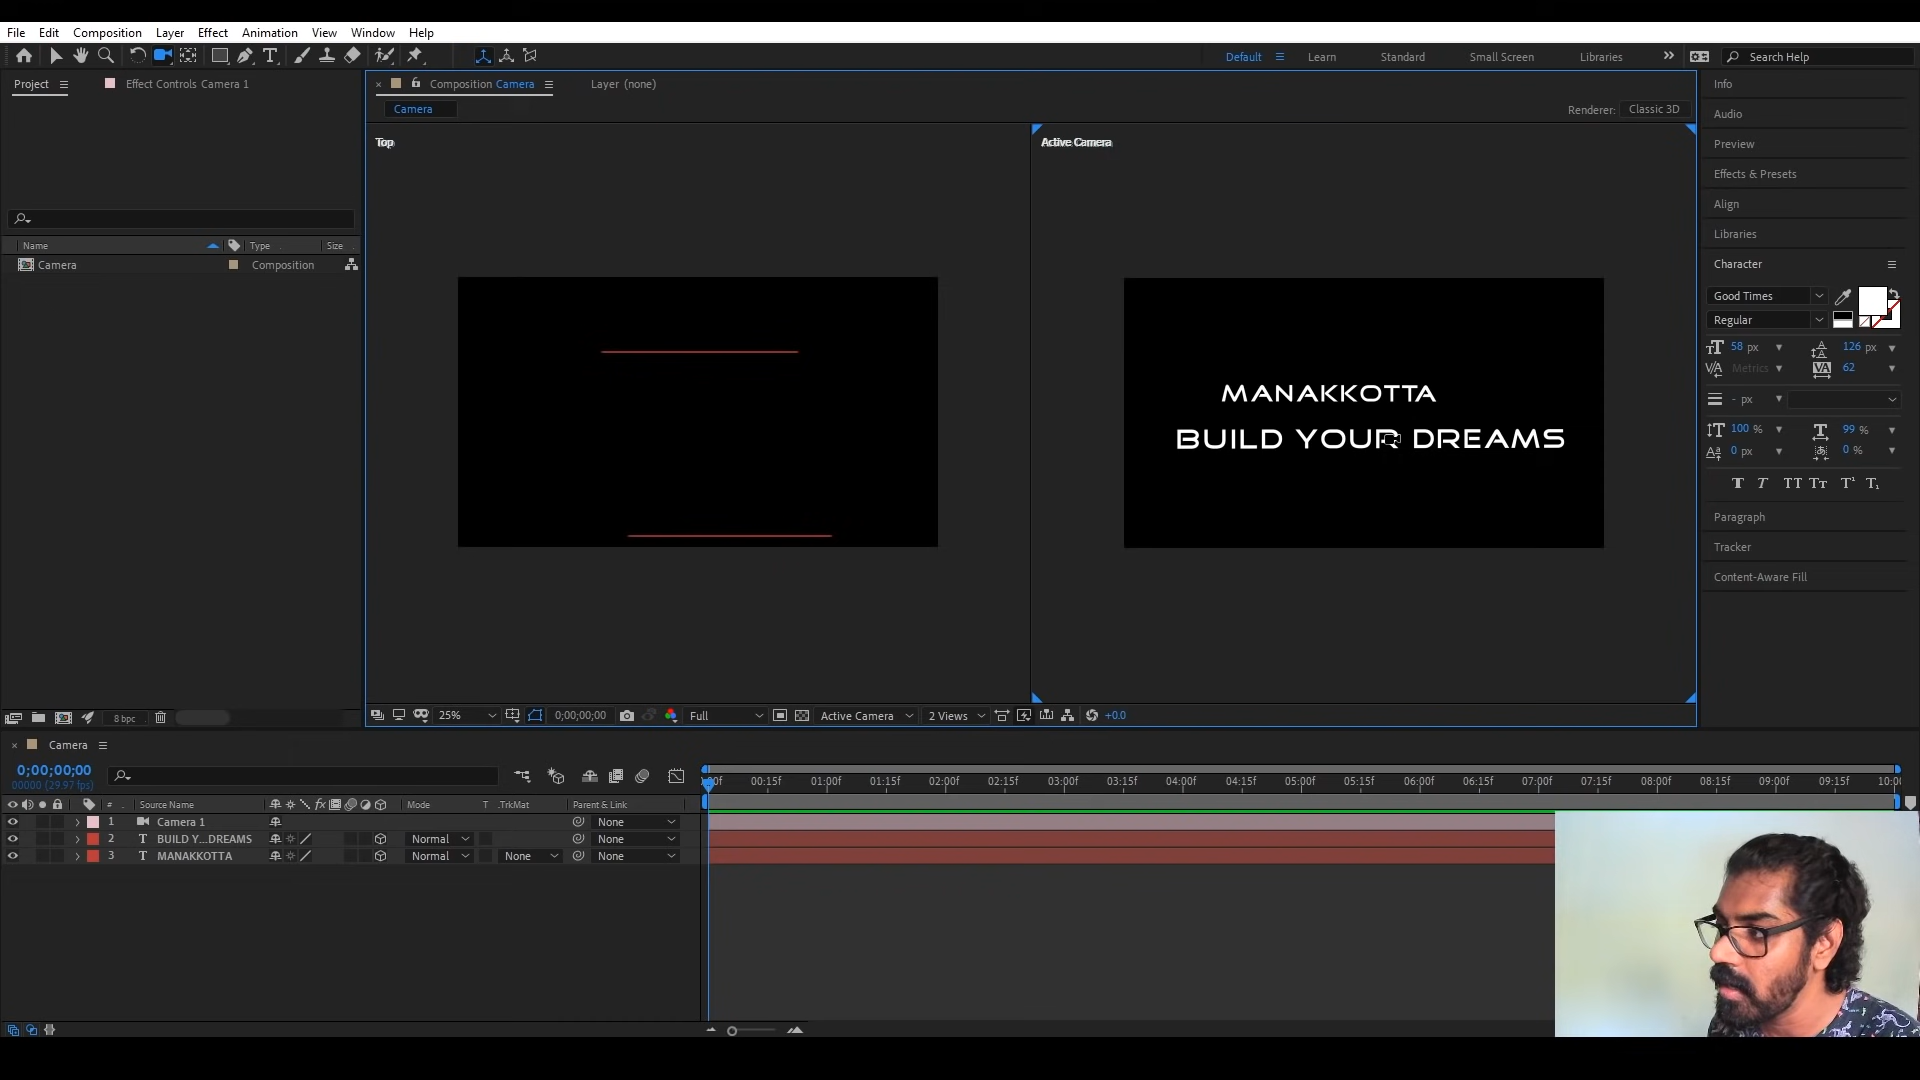 File Edit Composition Layer Effect Animation View Window Help
Default Learn Standard Small Screen Libraries Search Help
Project Effect Controls Camera 1
Composition Camera Layer (none)
Camera
Renderer: Classic 3D
Top
Active Camera
MANAKKOTTA
BUILD YOUR DREAMS
Name Type Size
Camera Composition
8 bpc
25% 0;00;00;00 Full Active Camera 2 Views +0.0
Info
Audio
Preview
Effects & Presets
Align
Libraries
Character
Good Times
Regular
58 px 126 px
Metrics 62
- px
100 % 99 %
0 px 0 %
Paragraph
Tracker
Content-Aware Fill
Camera
0;00;00;00
00000 (29.97 fps)
00:15f 01:00f 01:15f 02:00f 02:15f 03:00f 03:15f 04:00f 04:15f 05:00f 05:15f 06:00f 06:15f 07:00f 07:15f 08:00f 08:15f 09:00f 09:15f
# Source Name Mode T .TrkMat Parent & Link
1 Camera 1 None
2 BUILD Y...DREAMS Normal None
3 MANAKKOTTA Normal None None